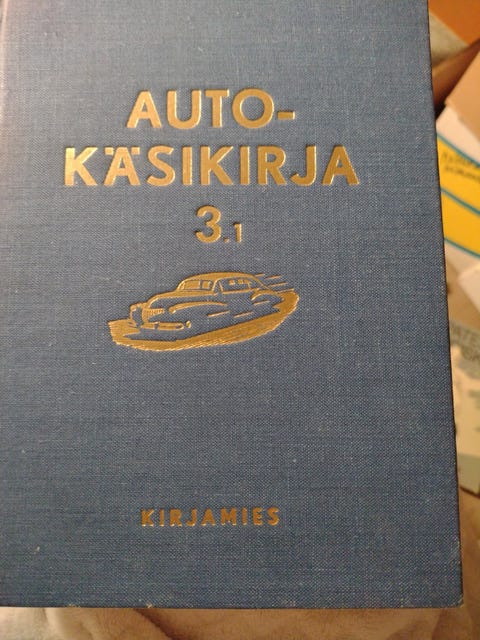 AUTO-
KÄSIKIRJA
3.1
KIRJAMIES